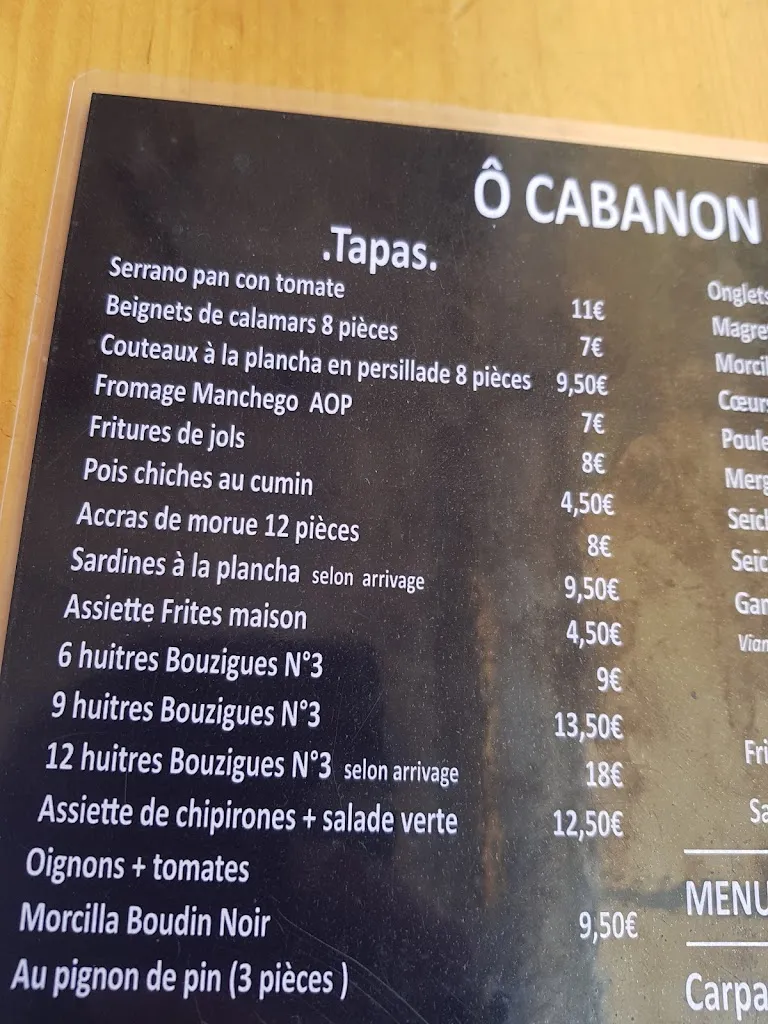 Ô CABANON
.Tapas.
Serrano pan con tomate 11€
Beignets de calamars 8 pièces 7€
Couteaux à la plancha en persillade 8 pièces 9,50€
Fromage Manchego AOP 7€
Fritures de jols 8€
Pois chiches au cumin 4,50€
Accras de morue 12 pièces 8€
Sardines à la plancha selon arrivage 9,50€
Assiette Frites maison 4,50€
6 huitres Bouzigues N°3 9€
9 huitres Bouzigues N°3 13,50€
12 huitres Bouzigues N°3 selon arrivage 18€
Assiette de chipirones + salade verte 12,50€
Oignons + tomates
Morcilla Boudin Noir 9,50€
Au pignon de pin (3 pièces )
Onglets
MENU